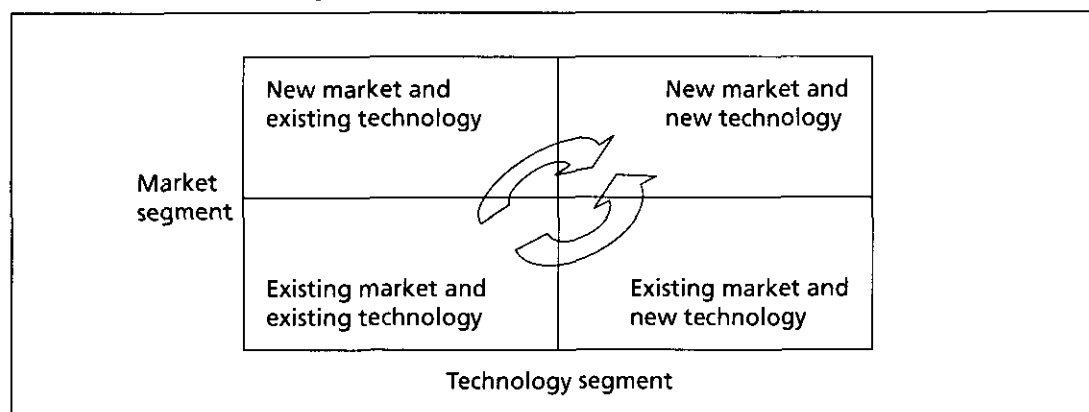 New market and
existing technology
New market and
new technology
Market
segment
Existing market and
existing technology
Existing market and
new technology
Technology segment